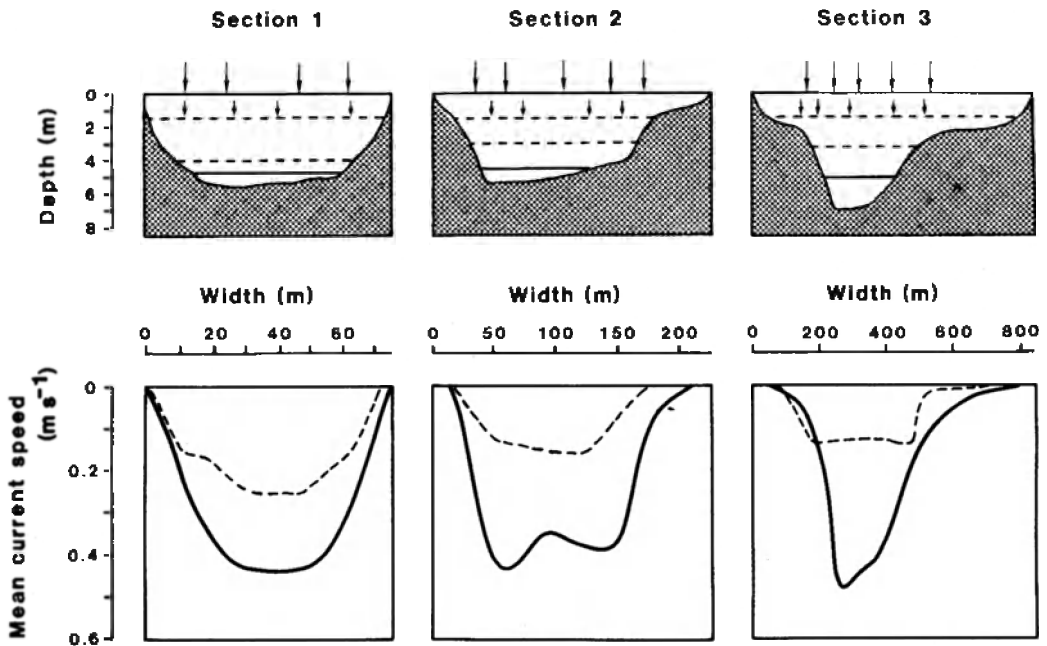 Section 1 Section 2 Section 3
0
2
4
6
8
Depth (m)
Width (m) Width (m) Width (m)
0 20 40 60 0 50 100 150 200 0 200 400 600 800
0
0.2
0.4
0.6
Mean current speed
(m s⁻¹)